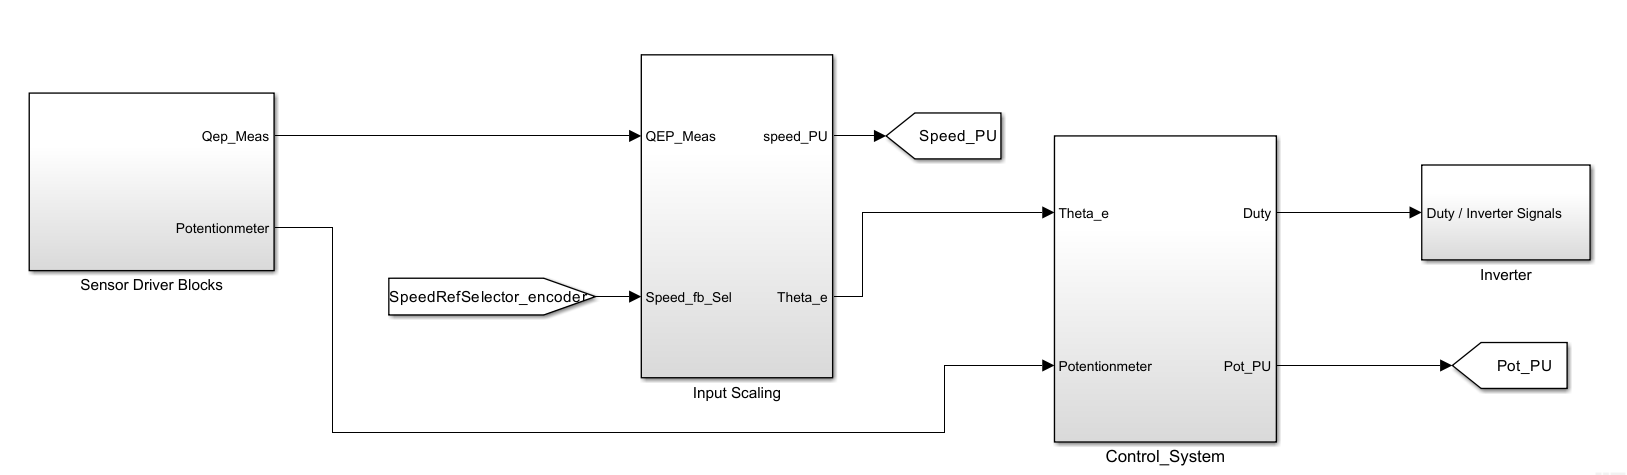 Qep_Meas
Potentionmeter
Sensor Driver Blocks
SpeedRefSelector_encoder
QEP_Meas
speed_PU
Speed_fb_Sel
Theta_e
Input Scaling
Speed_PU
Theta_e
Duty
Potentionmeter
Pot_PU
Control_System
Duty / Inverter Signals
Inverter
Pot_PU